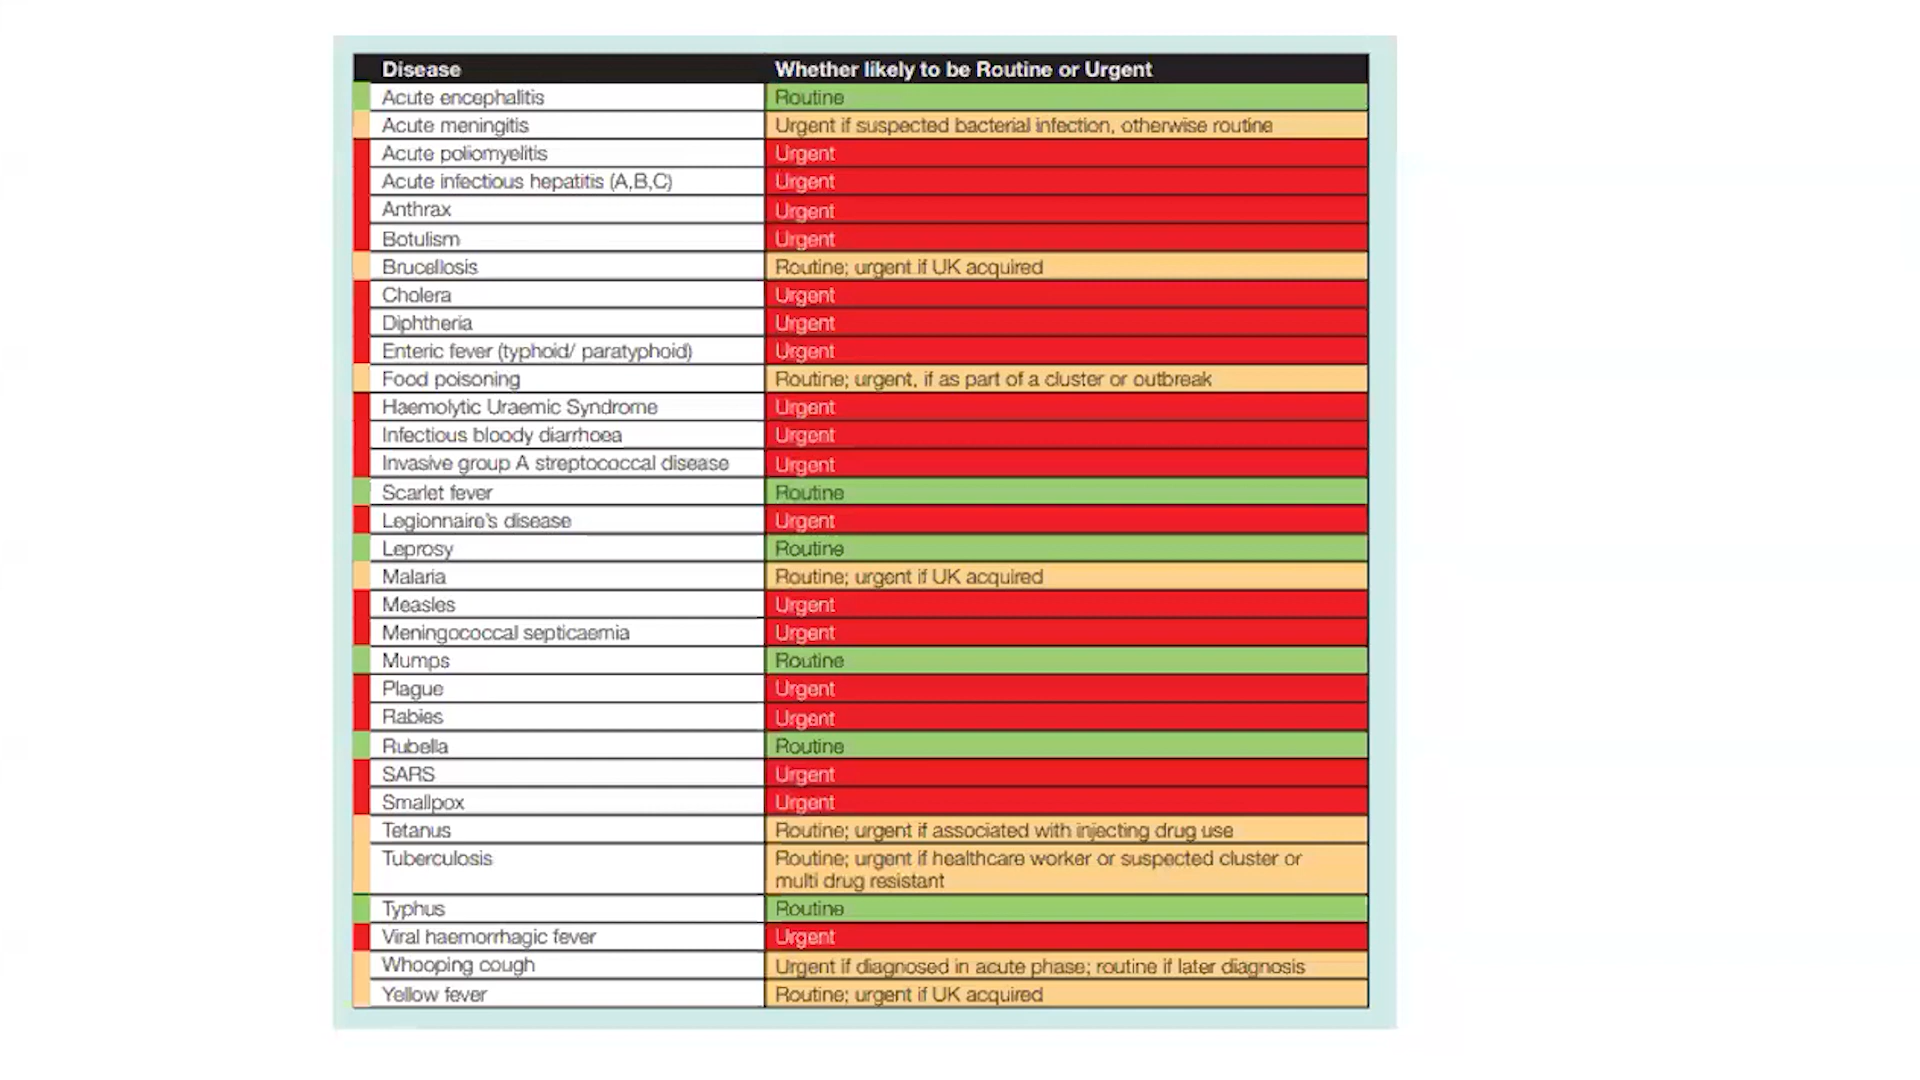 Disease Whether likely to be Routine or Urgent
Acute encephalitis Routine
Acute meningitis Urgent if suspected bacterial infection, otherwise routine
Acute poliomyelitis Urgent
Acute infectious hepatitis (A,B,C) Urgent
Anthrax Urgent
Botulism Urgent
Brucellosis Routine; urgent if UK acquired
Cholera Urgent
Diphtheria Urgent
Enteric fever (typhoid/ paratyphoid) Urgent
Food poisoning Routine; urgent, if as part of a cluster or outbreak
Haemolytic Uraemic Syndrome Urgent
Infectious bloody diarrhoea Urgent
Invasive group A streptococcal disease Urgent
Scarlet fever Routine
Legionnaire's disease Urgent
Leprosy Routine
Malaria Routine; urgent if UK acquired
Measles Urgent
Meningococcal septicaemia Urgent
Mumps Routine
Plague Urgent
Rabies Urgent
Rubella Routine
SARS Urgent
Smallpox Urgent
Tetanus Routine; urgent if associated with injecting drug use
Tuberculosis Routine; urgent if healthcare worker or suspected cluster or
multi drug resistant
Typhus Routine
Viral haemorrhagic fever Urgent
Whooping cough Urgent if diagnosed in acute phase; routine if later diagnosis
Yellow fever Routine; urgent if UK acquired